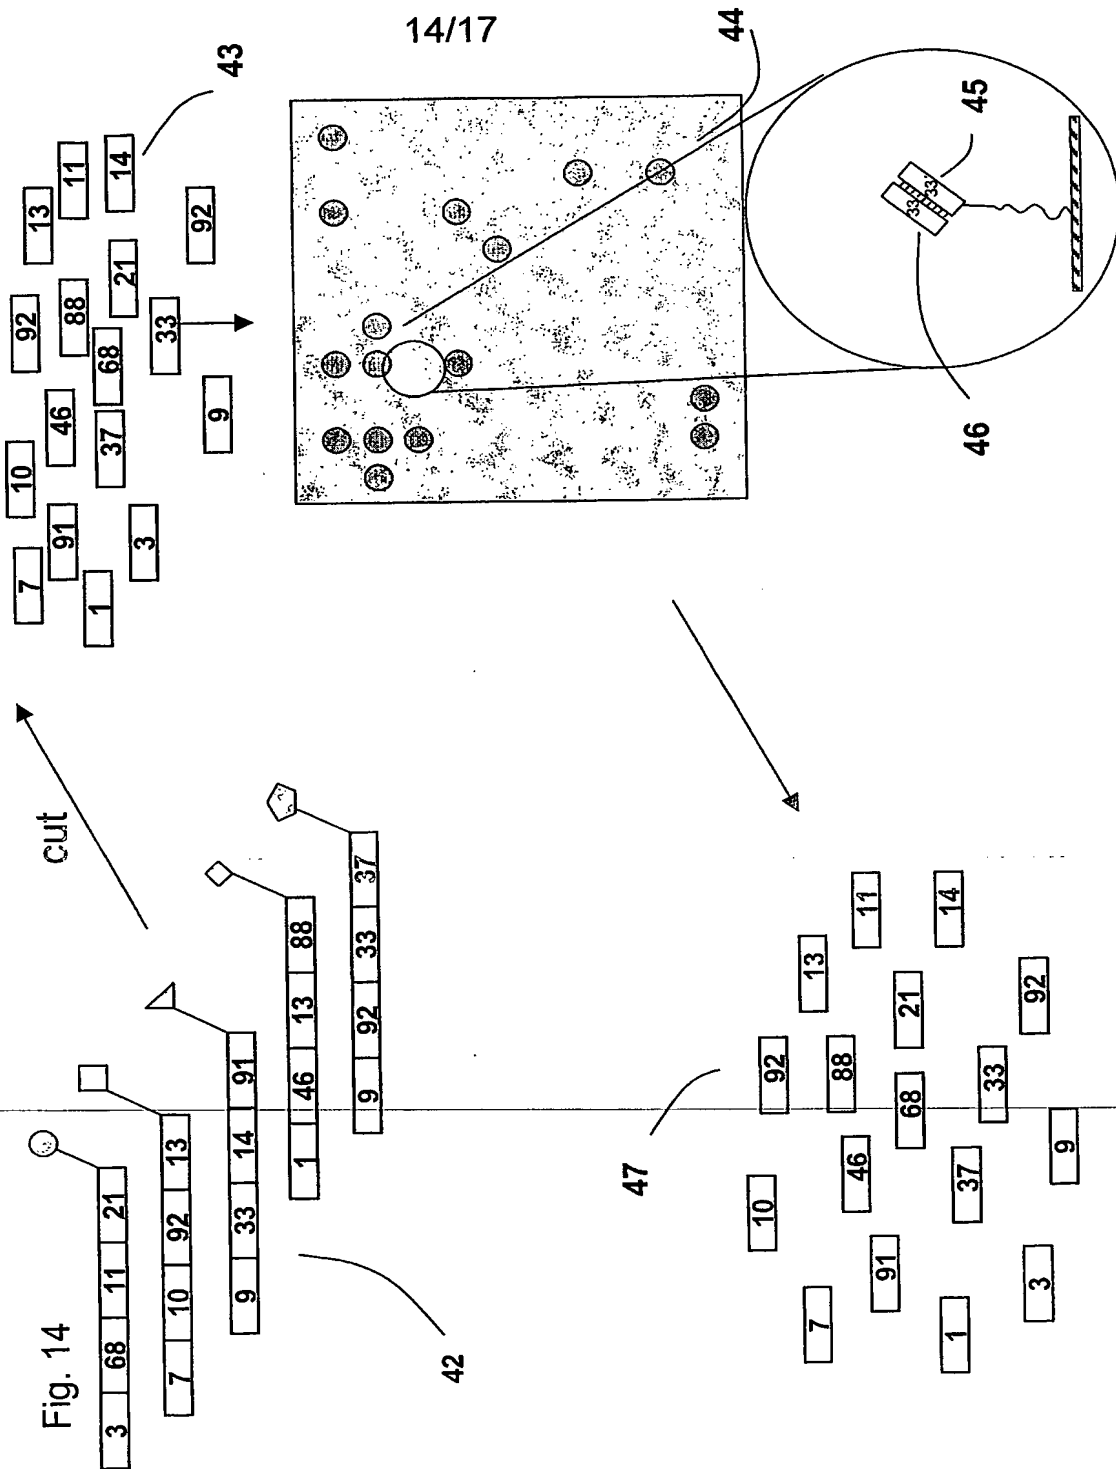 14/17
Fig. 14
cut
3 68 11 21
7 10 92 13
9 33 14 91
1 46 13 88
9 92 33 37
42
7 10 92 13
91 46 88 11
1 37 68 21 14
3 33
9 92
43
44
33 33'
45
46
47
10 92
7 46 88 13
91 68 21 11
1 37 33 14
3 9 92